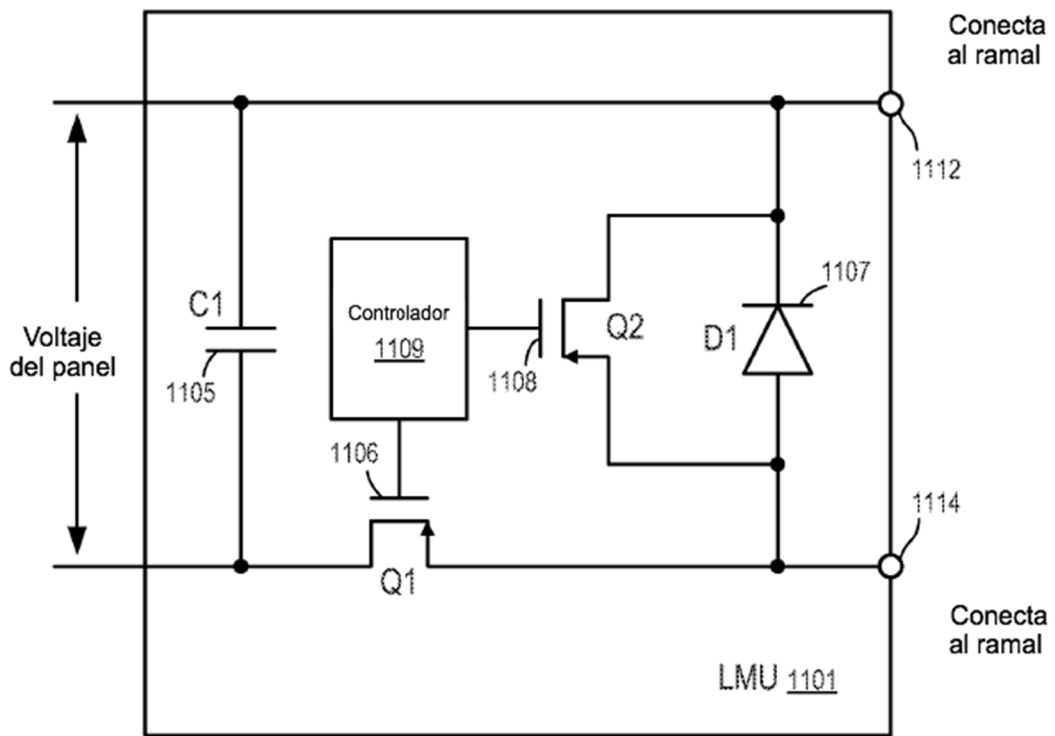 Conecta
al ramal
1112
Controlador
1109
C1
1105
Voltaje
del panel
1108
Q2
D1
1107
1106
Q1
1114
Conecta
al ramal
LMU 1101